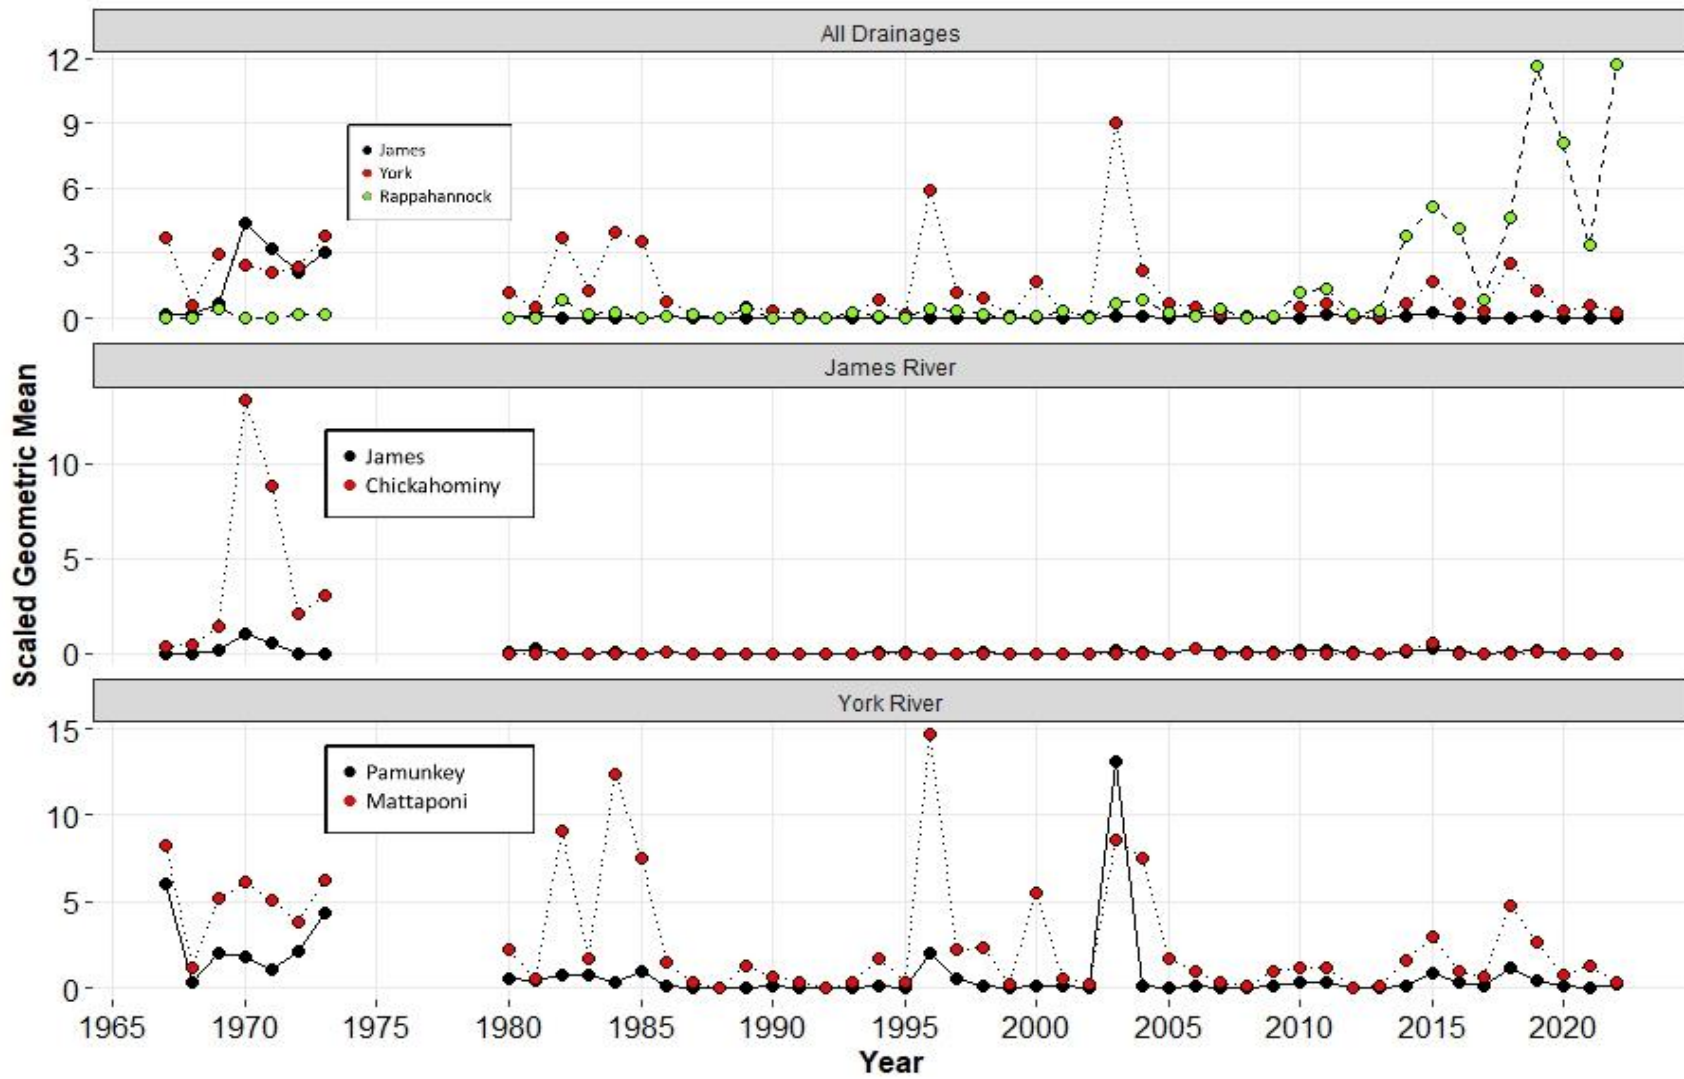 All Drainages
12
9
6
3
0
James
York
Rappahannock
James River
10
5
0
James
Chickahominy
York River
15
10
5
0
Pamunkey
Mattaponi
1965 1970 1975 1980 1985 1990 1995 2000 2005 2010 2015 2020
Year
Scaled Geometric Mean